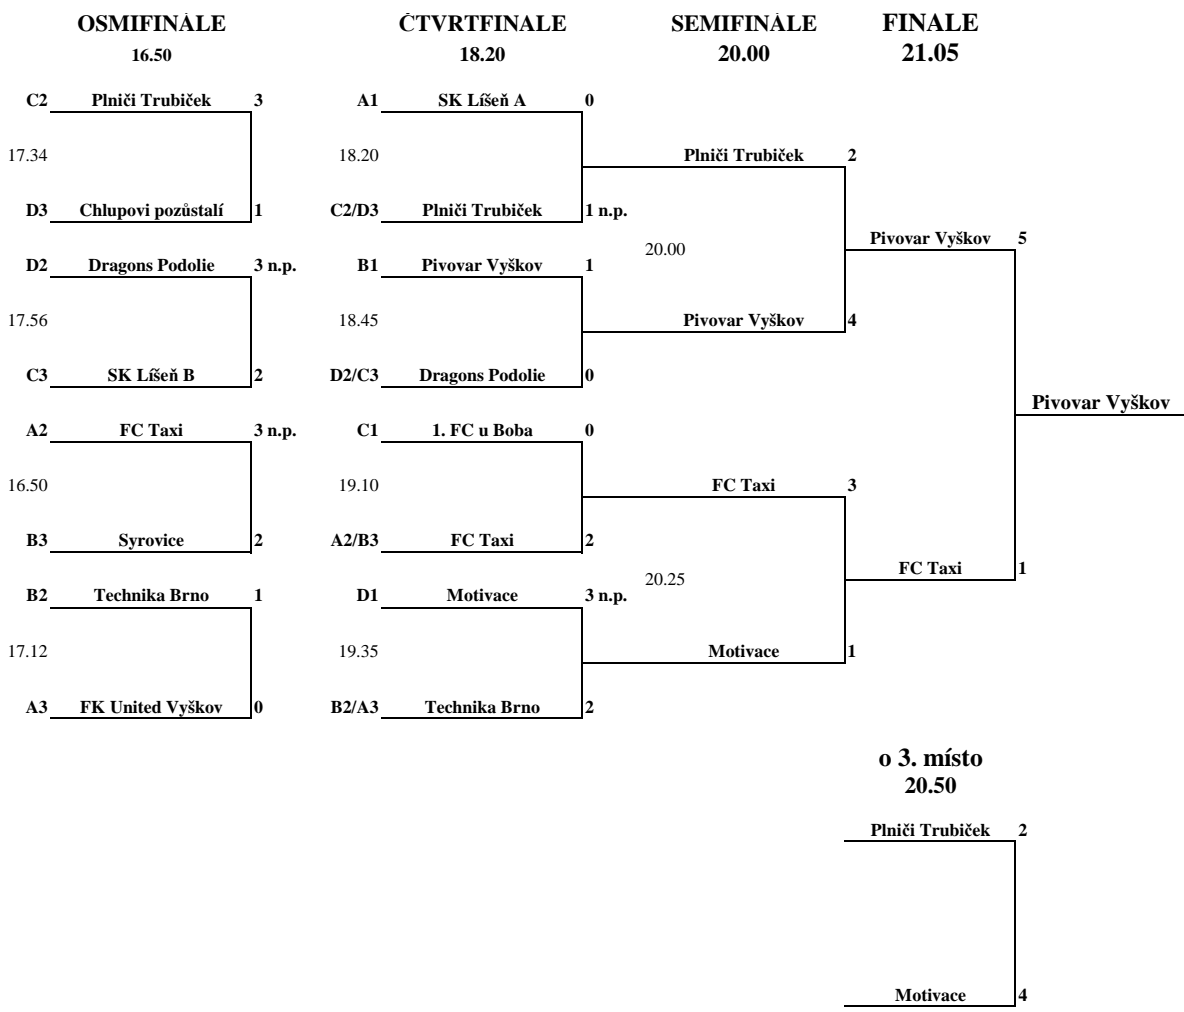 OSMIFINÁLE ČTVRTFINÁLE SEMIFINÁLE FINÁLE
16.50 18.20 20.00 21.05
C2 Plniči Trubiček 3 A1 SK Líšeň A 0
17.34 18.20 Plniči Trubiček 2
D3 Chlupovi pozůstalí 1 C2/D3 Plniči Trubiček 1 n.p.
Pivovar Vyškov 5
20.00
D2 Dragons Podolie 3 n.p. B1 Pivovar Vyškov 1
17.56 18.45 Pivovar Vyškov 4
C3 SK Líšeň B 2 D2/C3 Dragons Podolie 0
Pivovar Vyškov
A2 FC Taxi 3 n.p. C1 1. FC u Boba 0
16.50 19.10 FC Taxi 3
B3 Syrovice 2 A2/B3 FC Taxi 2
FC Taxi 1
20.25
B2 Technika Brno 1 D1 Motivace 3 n.p.
17.12 19.35 Motivace 1
A3 FK United Vyškov 0 B2/A3 Technika Brno 2
o 3. místo
20.50
Plniči Trubiček 2
Motivace 4